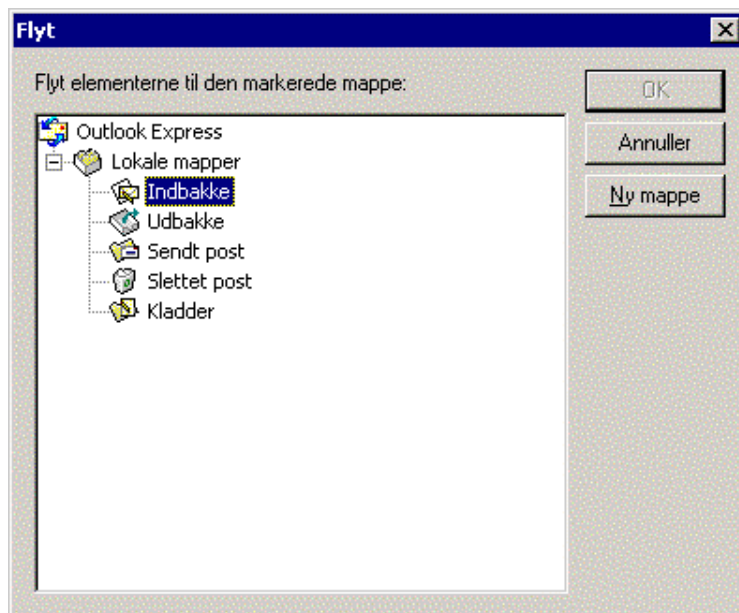 Flyt
Flyt elementerne til den markerede mappe:
OK
Outlook Express
Annuller
Lokale mapper
Indbakke
Ny mappe
Udbakke
Sendt post
Slettet post
Kladder